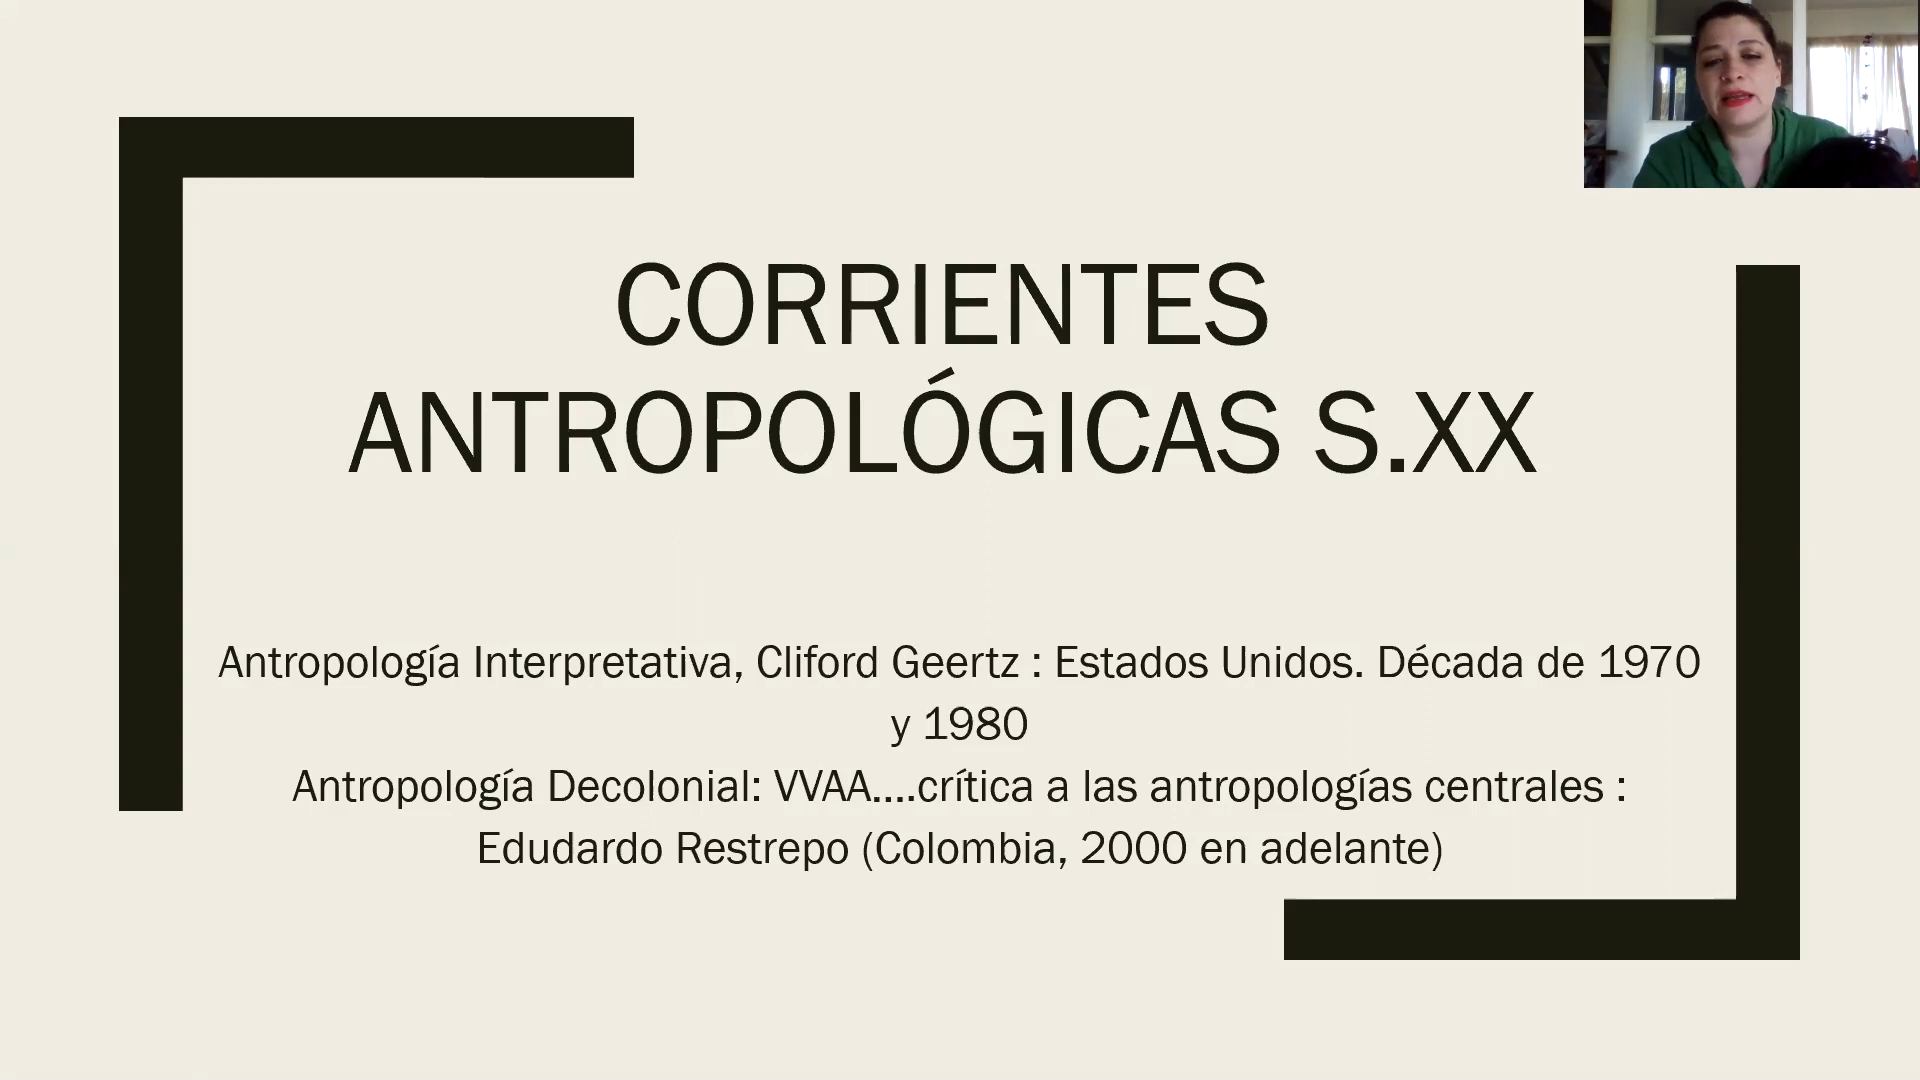 CORRIENTES
ANTROPOLÓGICAS S.XX
Antropología Interpretativa, Cliford Geertz : Estados Unidos. Década de 1970
y 1980
Antropología Decolonial: VVAA....crítica a las antropologías centrales :
Edudardo Restrepo (Colombia, 2000 en adelante)